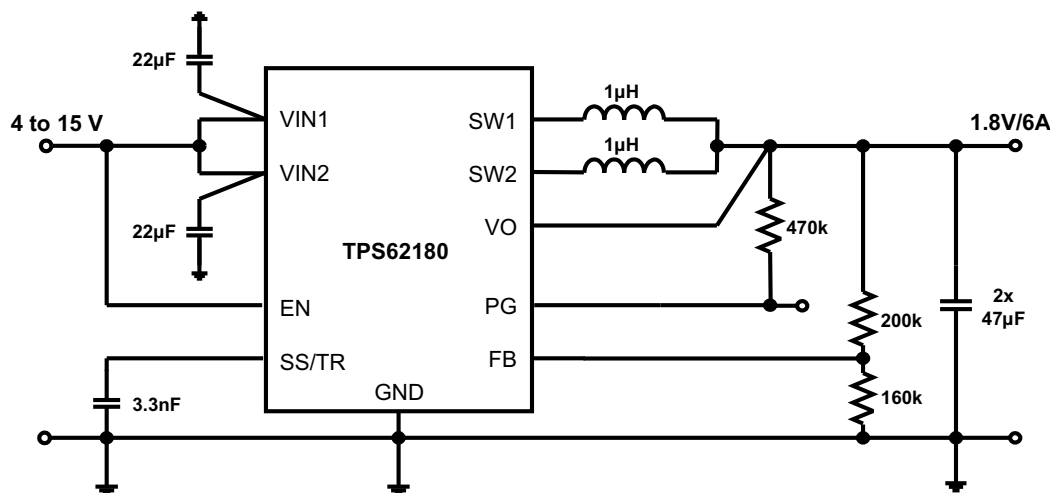 22µF
4 to 15 V
VIN1
VIN2
22µF
EN
SS/TR
3.3nF
TPS62180
GND
SW1
SW2
VO
PG
FB
1µH
1µH
470k
200k
160k
1.8V/6A
2x
47µF